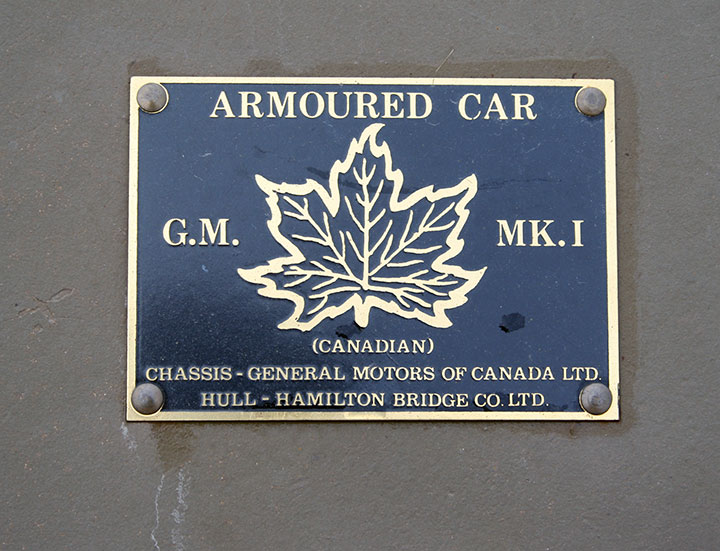 ARMOURED CAR
G.M. MK. I
(CANADIAN)
CHASSIS - GENERAL MOTORS OF CANADA LTD.
HULL - HAMILTON BRIDGE CO. LTD.